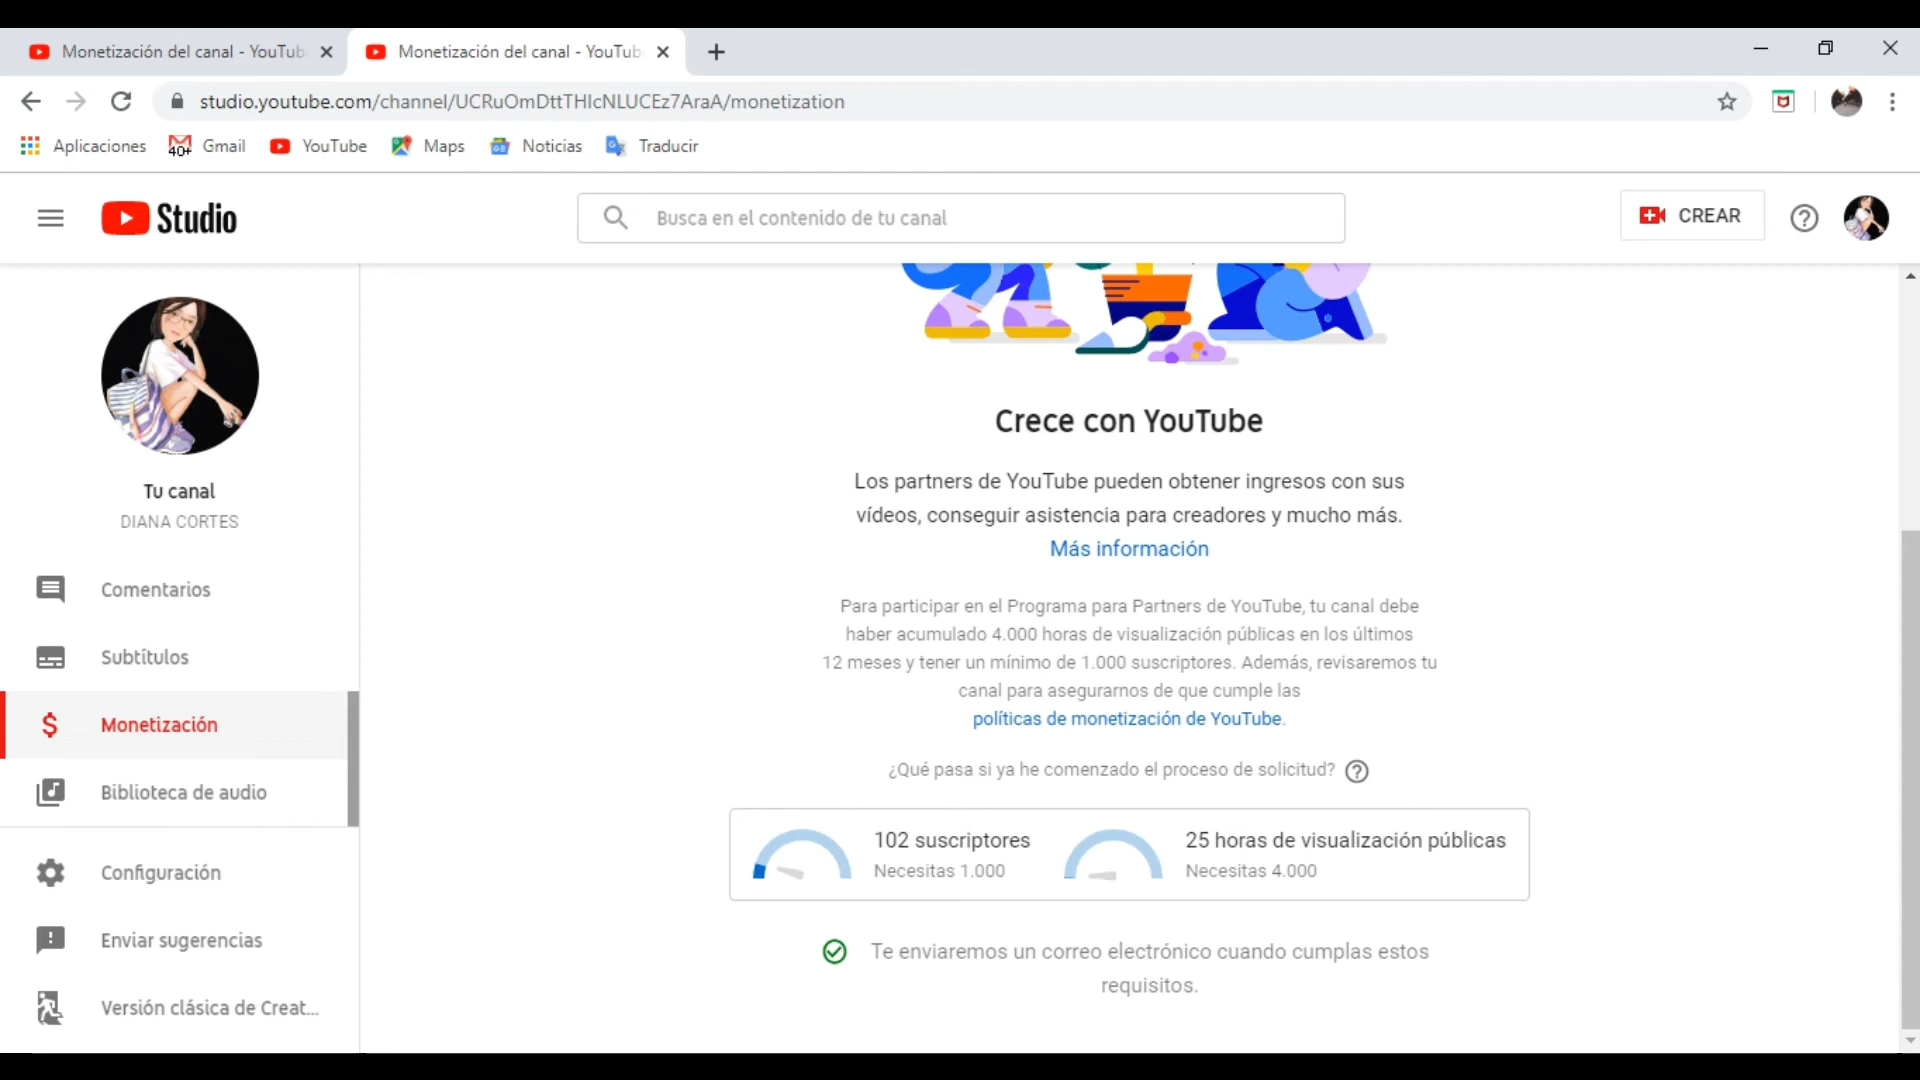 Monetización del canal - YouTub
Monetización del canal - YouTub
studio.youtube.com/channel/UCRuOmDttTHIcNLUCEz7AraA/monetization
Aplicaciones
40+
Gmail
YouTube
Maps
Noticias
Traducir
Studio
Busca en el contenido de tu canal
CREAR
Tu canal
DIANA CORTES
Comentarios
Subtítulos
Monetización
Biblioteca de audio
Configuración
Enviar sugerencias
Versión clásica de Creat...
Crece con YouTube
Los partners de YouTube pueden obtener ingresos con sus
vídeos, conseguir asistencia para creadores y mucho más.
Más información
Para participar en el Programa para Partners de YouTube, tu canal debe
haber acumulado 4.000 horas de visualización públicas en los últimos
12 meses y tener un mínimo de 1.000 suscriptores. Además, revisaremos tu
canal para asegurarnos de que cumple las
políticas de monetización de YouTube.
¿Qué pasa si ya he comenzado el proceso de solicitud?
102 suscriptores
Necesitas 1.000
25 horas de visualización públicas
Necesitas 4.000
Te enviaremos un correo electrónico cuando cumplas estos
requisitos.